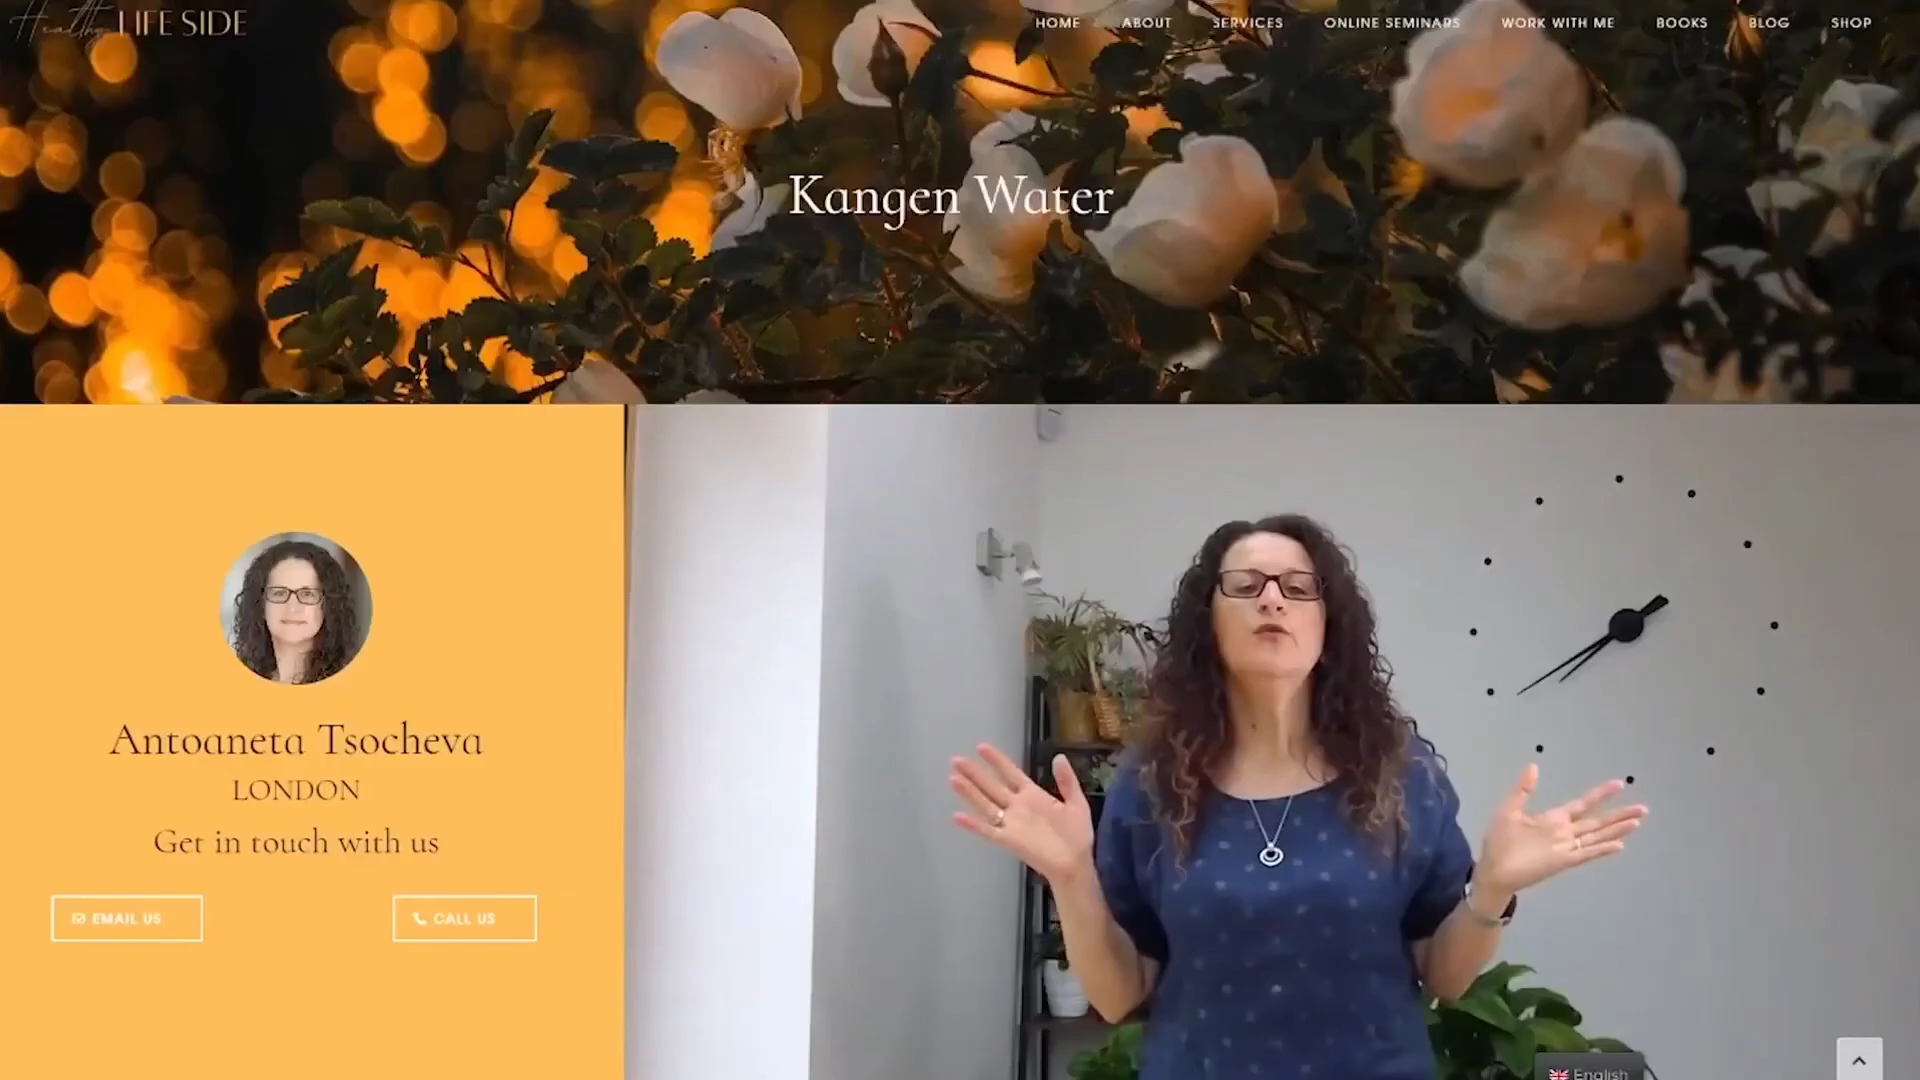 Healthy LIFE SIDE
HOME ABOUT SERVICES ONLINE SEMINARS WORK WITH ME BOOKS BLOG SHOP
Kangen Water
Antoaneta Tsocheva
LONDON
Get in touch with us
EMAIL US
CALL US
English